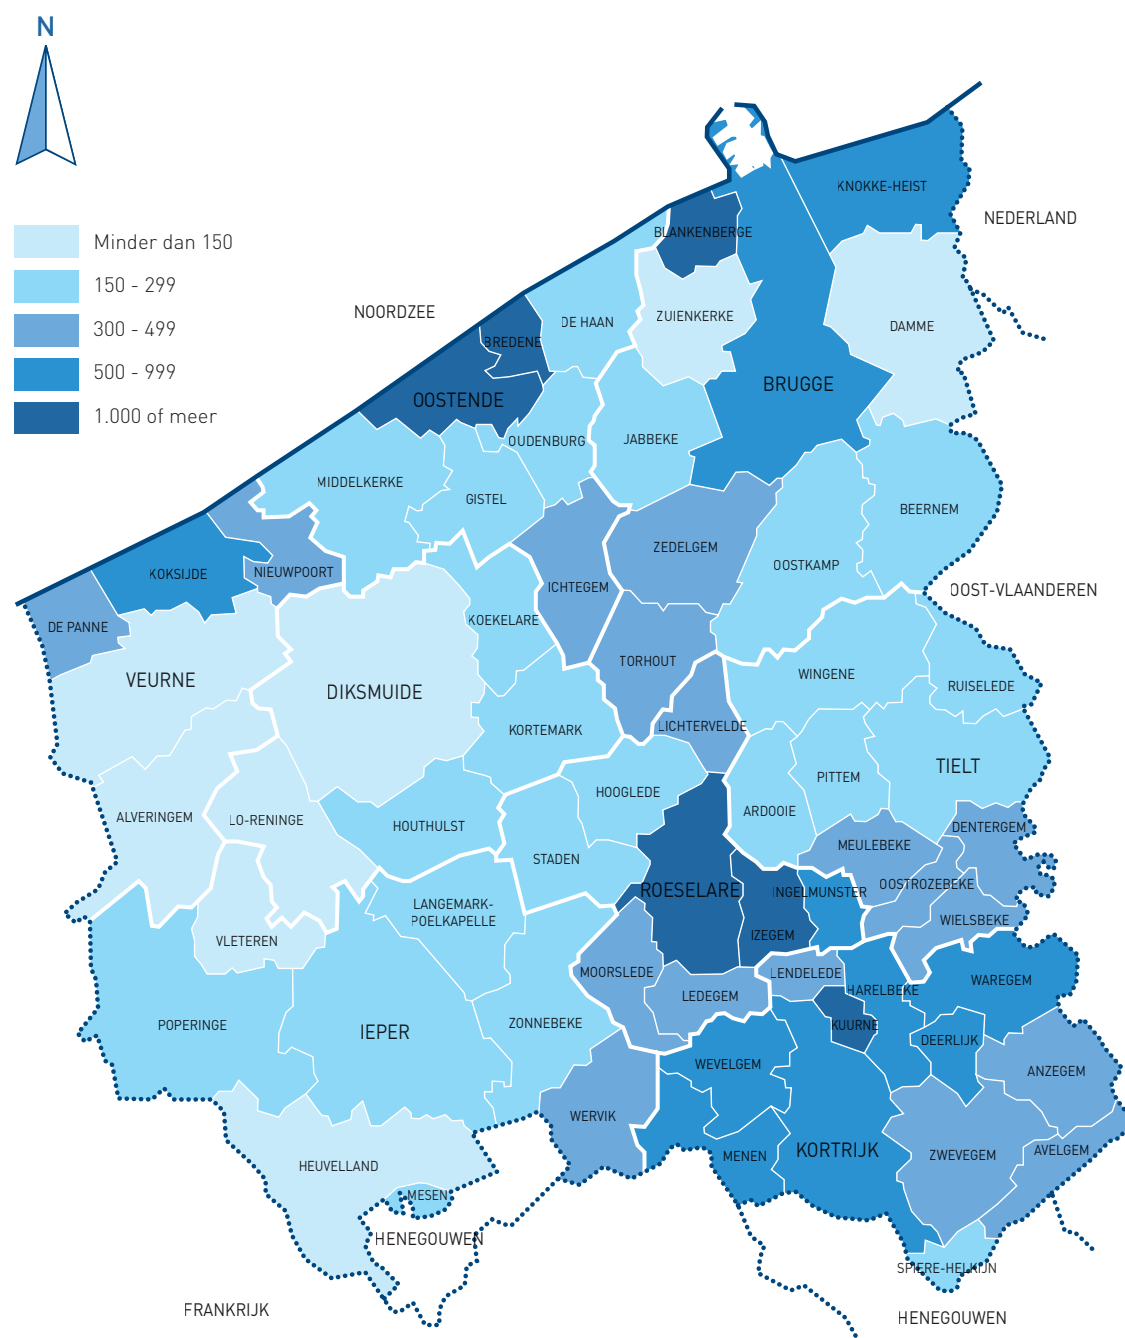 N
Minder dan 150
150 - 299
300 - 499
500 - 999
1.000 of meer
NOORDZEE
NEDERLAND
OOST-VLAANDEREN
HENEGOUWEN
FRANKRIJK
HENEGOUWEN
KNOKKE-HEIST
BLANKENBERGE
ZUIENKERKE
DAMME
DE HAAN
BREDENE
OOSTENDE
BRUGGE
OUDENBURG
JABBEKE
MIDDELKERKE
GISTEL
BEERNEM
ZEDELGEM
OOSTKAMP
KOKSIJDE
NIEUWPOORT
ICHTEGEM
DE PANNE
KOEKELARE
TORHOUT
VEURNE
DIKSMUIDE
WINGENE
RUISELEDE
KORTEMARK
LICHTERVELDE
TIELT
PITTEM
HOOGLEDE
ARDOOIE
ALVERINGEM
LO-RENINGE
HOUTHULST
DENTERGEM
MEULEBEKE
STADEN
ROESELARE
INGELMUNSTER
OOSTROZEBEKE
LANGEMARK-
POELKAPELLE
WIELSBEKE
VLETEREN
IZEGEM
MOORSLEDE
LENDELEDE
WAREGEM
HARELBEKE
LEDEGEM
POPERINGE
IEPER
ZONNEBEKE
KUURNE
DEERLIJK
WEVELGEM
ANZEGEM
WERVIK
KORTRIJK
MENEN
ZWEVEGEM
AVELGEM
HEUVELLAND
MESEN
SPIERE-HELKIJN